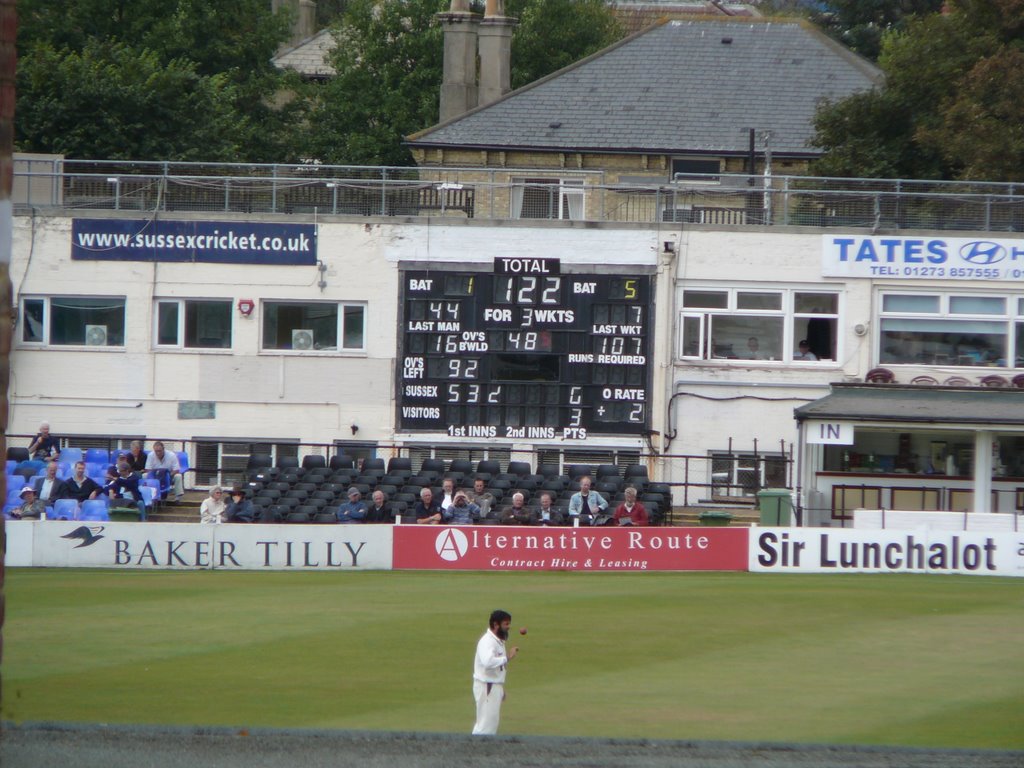 www.sussexcricket.co.uk
TOTAL
BAT 1 122 BAT 5
44 FOR 3 WKTS 7
LAST MAN LAST WKT
16 OV'S BWLD 48 107
RUNS REQUIRED
OV'S LEFT 92
SUSSEX 532 6 O RATE
VISITORS 3 + 2
1st INNS 2nd INNS PTS
TATES HYUNDAI
TEL: 01273 857555 / 01
IN
BAKER TILLY
Alternative Route
Contract Hire & Leasing
Sir Lunchalot